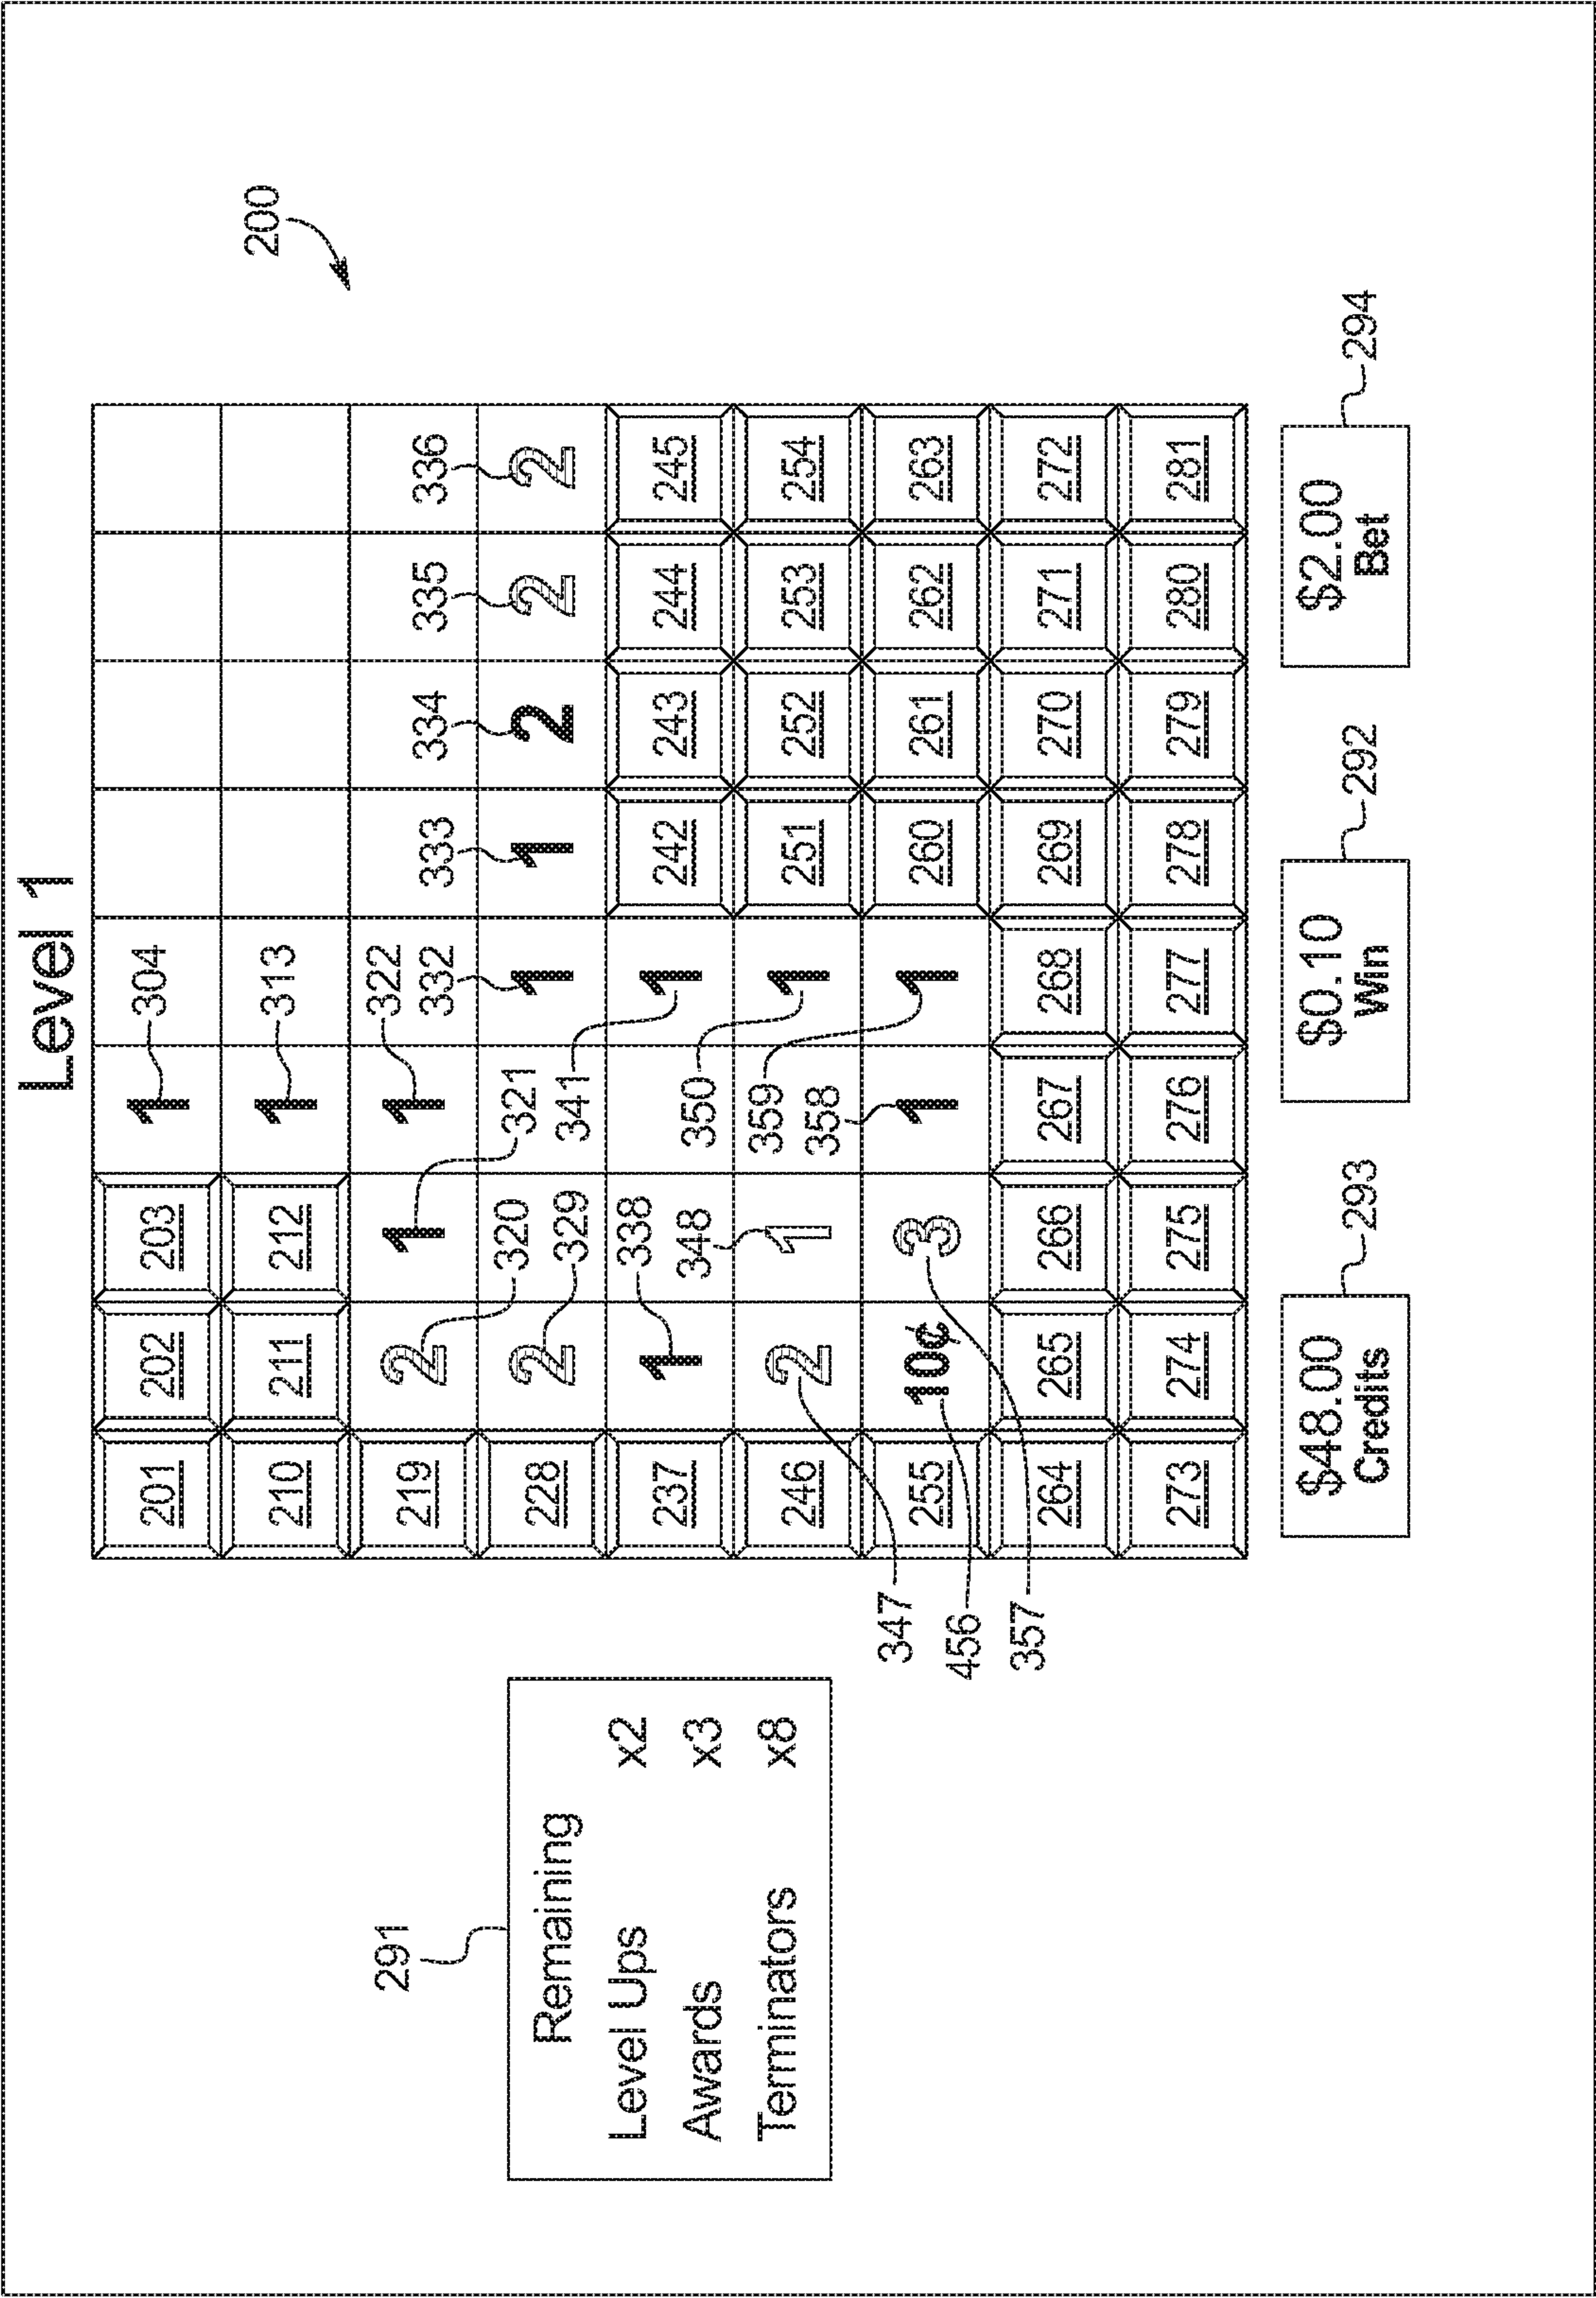 Level 1
201 202 203 1 304
200
210 211 212 1 313
291
219 2 1 1 322
332 333 334 335 336
320 321
228 2 1 1 2 2 2
329 341
Remaining
338
237 1 1 242 243 244 245
Level Ups x2
348 350
Awards x3
359
246 2 1 1 251 252 253 254
Terminators x8
358
347
255 10¢ 3 1 1 260 261 262 263
456
357
264 265 266 267 268 269 270 271 272
273 274 275 276 277 278 279 280 281
$48.00
Credits
293
$0.10
Win
292
$2.00
Bet
294